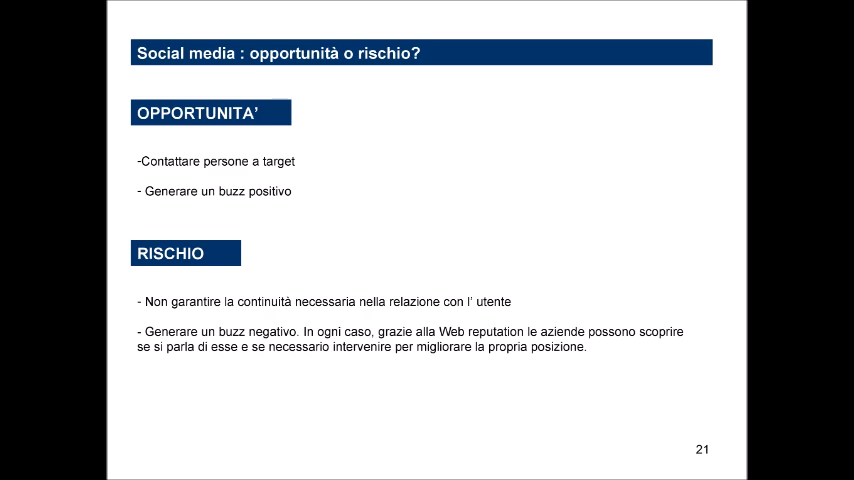 Social media : opportunità o rischio?
OPPORTUNITA’
-Contattare persone a target
- Generare un buzz positivo
RISCHIO
- Non garantire la continuità necessaria nella relazione con l’ utente
- Generare un buzz negativo. In ogni caso, grazie alla Web reputation le aziende possono scoprire
se si parla di esse e se necessario intervenire per migliorare la propria posizione.
21